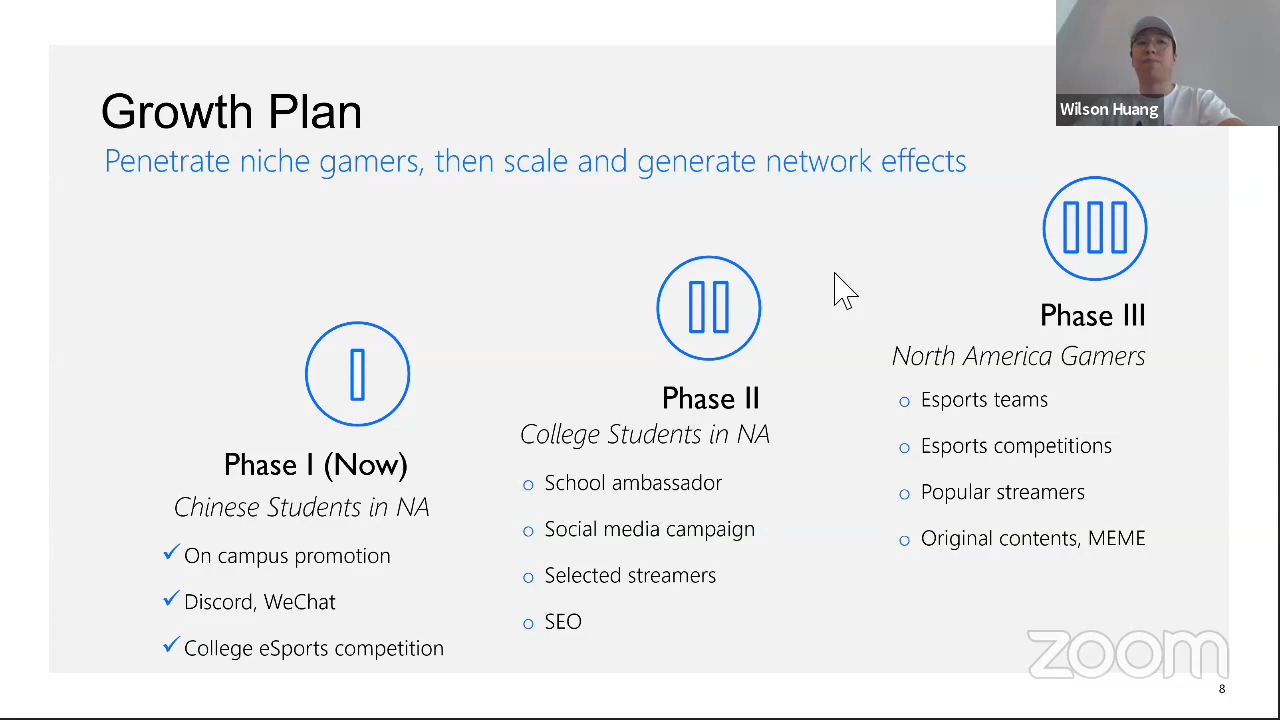 Wilson Huang
Growth Plan
Penetrate niche gamers, then scale and generate network effects
I
Phase I (Now)
Chinese Students in NA
On campus promotion
Discord, WeChat
College eSports competition
II
Phase II
College Students in NA
School ambassador
Social media campaign
Selected streamers
SEO
III
Phase III
North America Gamers
Esports teams
Esports competitions
Popular streamers
Original contents, MEME
zoom
8